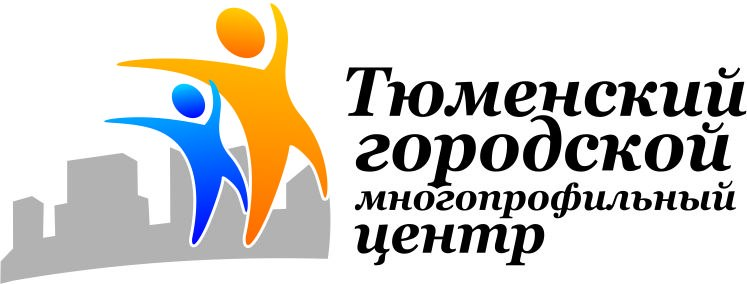 Тюменский
городской
многопрофильный
центр